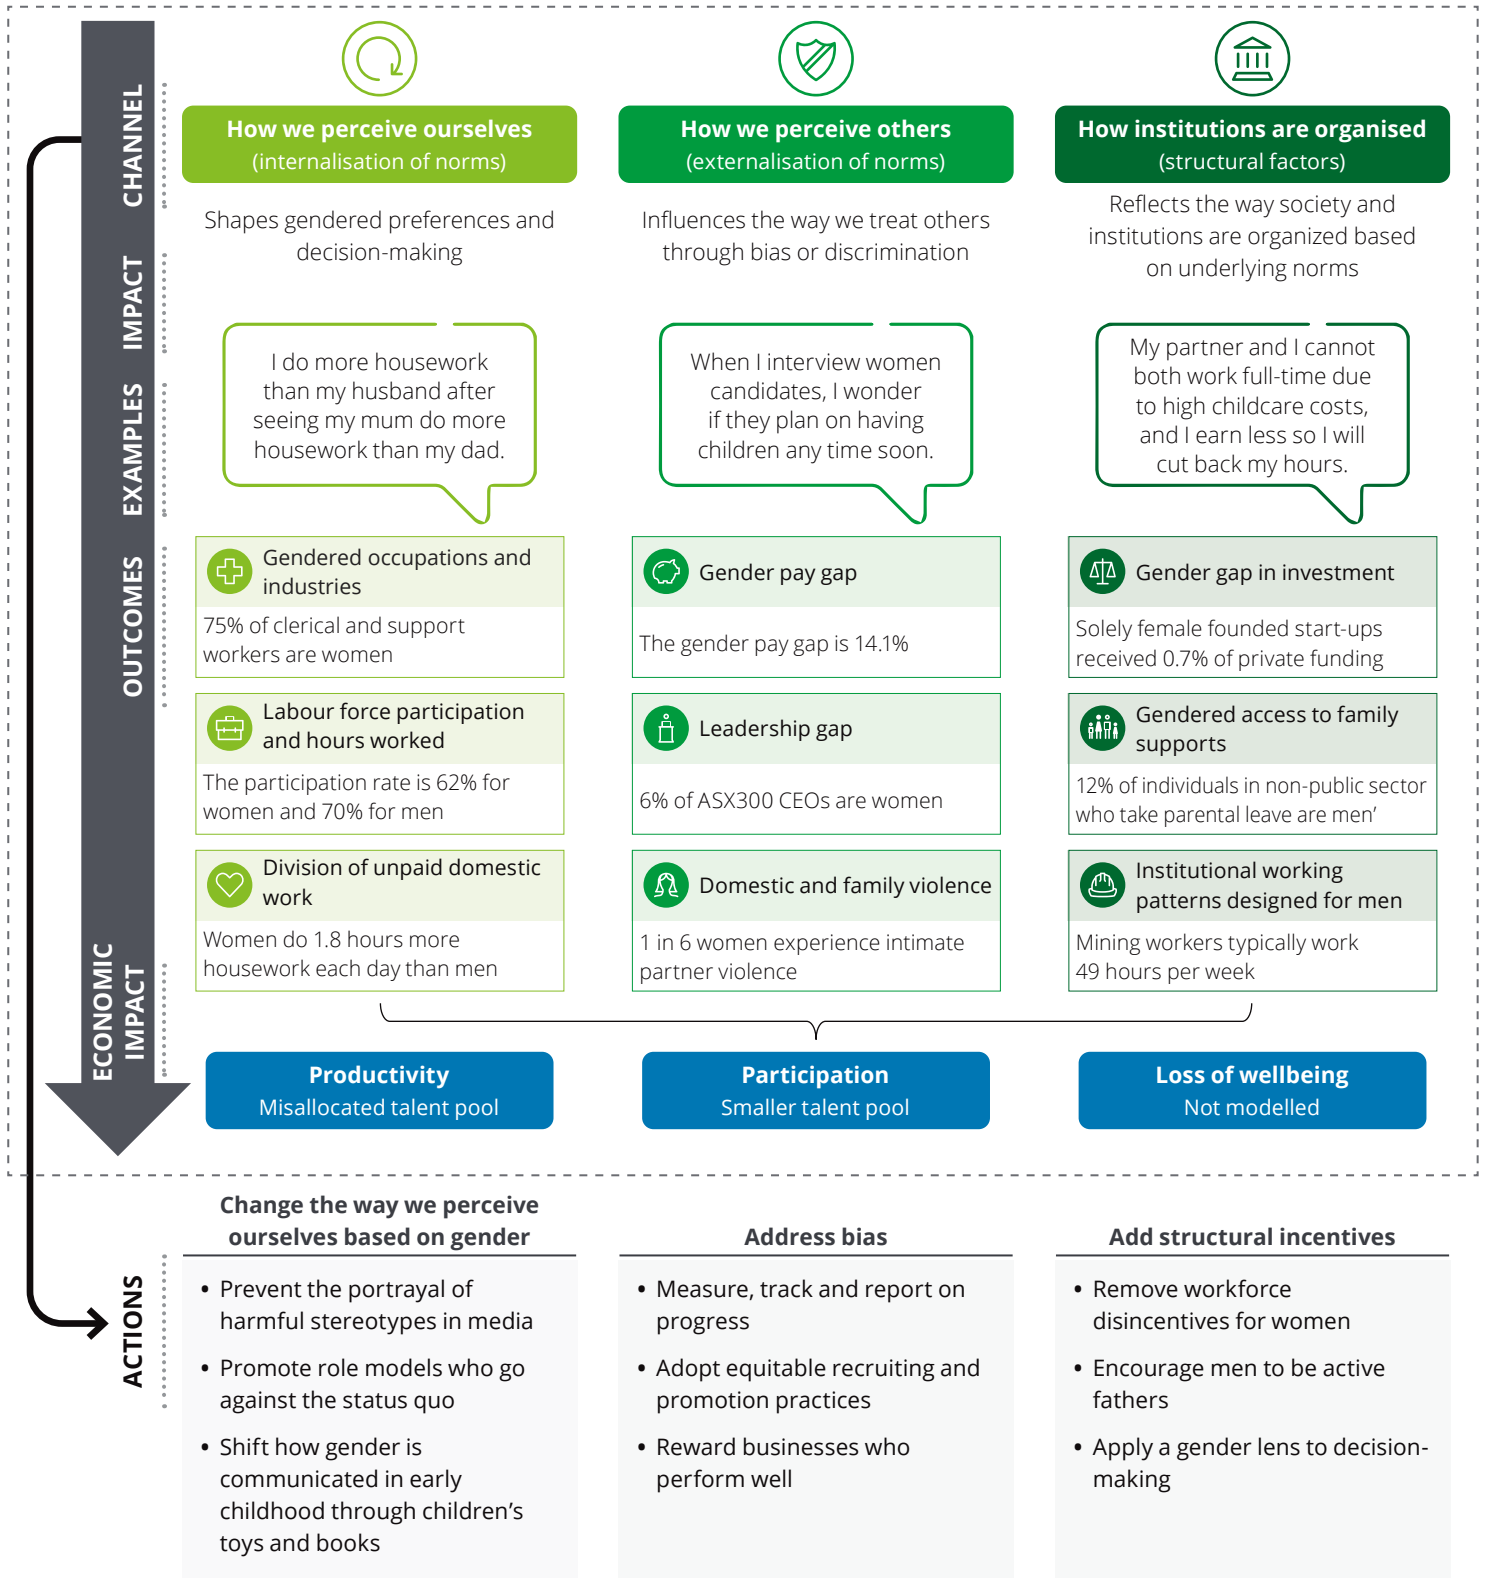 CHANNEL
How we perceive ourselves
(internalisation of norms)
How we perceive others
(externalisation of norms)
How institutions are organised
(structural factors)
IMPACT
Shapes gendered preferences and
decision-making
Influences the way we treat others
through bias or discrimination
Reflects the way society and
institutions are organized based
on underlying norms
EXAMPLES
I do more housework
than my husband after
seeing my mum do more
housework than my dad.
When I interview women
candidates, I wonder
if they plan on having
children any time soon.
My partner and I cannot
both work full-time due
to high childcare costs,
and I earn less so I will
cut back my hours.
OUTCOMES
Gendered occupations and
industries
75% of clerical and support
workers are women
Labour force participation
and hours worked
The participation rate is 62% for
women and 70% for men
Division of unpaid domestic
work
Women do 1.8 hours more
housework each day than men
Gender pay gap
The gender pay gap is 14.1%
Leadership gap
6% of ASX300 CEOs are women
Domestic and family violence
1 in 6 women experience intimate
partner violence
Gender gap in investment
Solely female founded start-ups
received 0.7% of private funding
Gendered access to family
supports
12% of individuals in non-public sector
who take parental leave are men’
Institutional working
patterns designed for men
Mining workers typically work
49 hours per week
ECONOMIC
IMPACT
Productivity
Misallocated talent pool
Participation
Smaller talent pool
Loss of wellbeing
Not modelled
ACTIONS
Change the way we perceive
ourselves based on gender
• Prevent the portrayal of
harmful stereotypes in media
• Promote role models who go
against the status quo
• Shift how gender is
communicated in early
childhood through children’s
toys and books
Address bias
• Measure, track and report on
progress
• Adopt equitable recruiting and
promotion practices
• Reward businesses who
perform well
Add structural incentives
• Remove workforce
disincentives for women
• Encourage men to be active
fathers
• Apply a gender lens to decision-
making